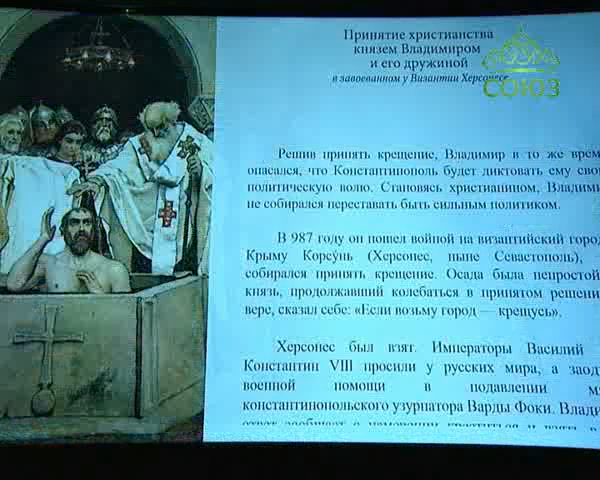 Принятие христианства
князем Владимиром
и его дружиной
в завоеванном у Византии Херсонесе
СОЮЗ
Решив принять крещение, Владимир в то же врем
опасался, что Константинополь будет диктовать ему сво
политическую волю. Становясь христианином, Владими
не собирался переставать быть сильным политиком.
В 987 году он пошел войной на византийский город
Крыму Корсу́нь (Херсонес, ныне Севастополь),
собирался принять крещение. Осада была непростой
князь, продолжавший колебаться в принятом решени
вере, сказал себе: «Если возьму город — крещусь».
Херсонес был взят. Императоры Василий
Константин VIII просили у русских мира, а заод
военной помощи в подавлении мя
константинопольского узурпатора Варды Фоки. Влади